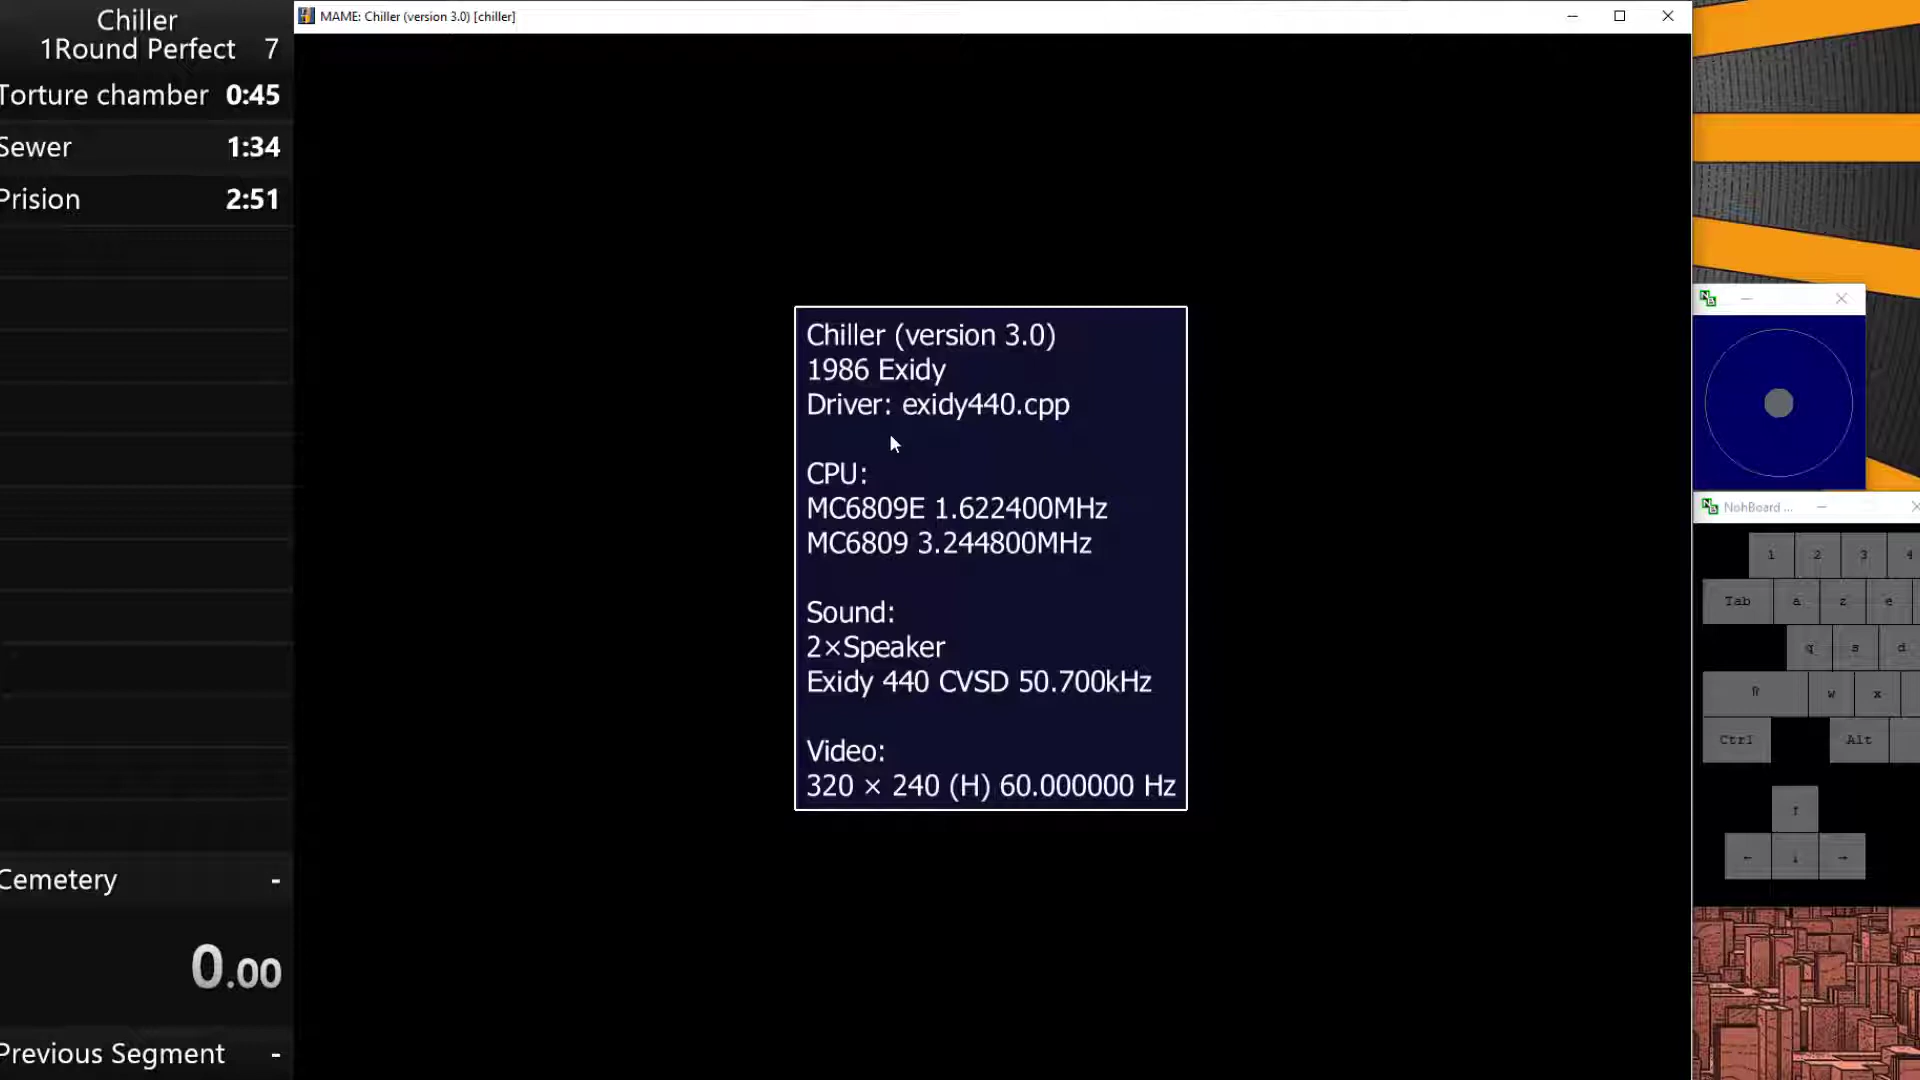 Chiller
1Round Perfect 7
Torture chamber 0:45
Sewer 1:34
Prision 2:51
Cemetery -
0.00
Previous Segment -
MAME: Chiller (version 3.0) [chiller]
Chiller (version 3.0)
1986 Exidy
Driver: exidy440.cpp
CPU:
MC6809E 1.622400MHz
MC6809 3.244800MHz
Sound:
2×Speaker
Exidy 440 CVSD 50.700kHz
Video:
320 × 240 (H) 60.000000 Hz
NohBoard ...
1 2 3 4
Tab a z e
q s d
⇑ w x
Ctrl Alt
↑
← ↓ →